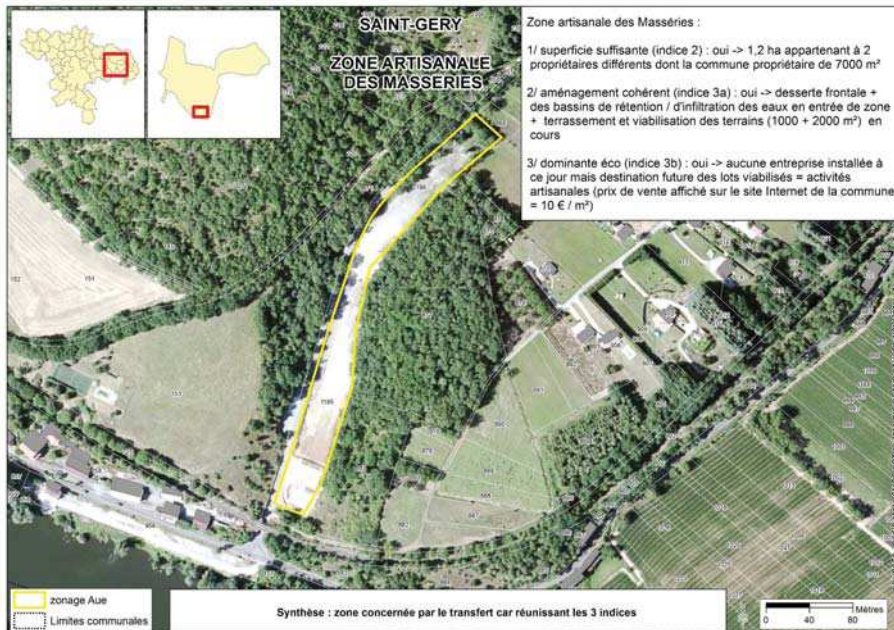 SAINT-GERY
ZONE ARTISANALE
DES MASSERIES
Zone artisanale des Masséries :
1/ superficie suffisante (indice 2) : oui -> 1,2 ha appartenant à 2
propriétaires différents dont la commune propriétaire de 7000 m²
2/ aménagement cohérent (indice 3a) : oui -> desserte frontale +
des bassins de rétention / d'infiltration des eaux en entrée de zone
+ terrassement et viabilisation des terrains (1000 + 2000 m²) en
cours
3/ dominante éco (indice 3b) : oui -> aucune entreprise installée à
ce jour mais destination future des lots viabilisés = activités
artisanales (prix de vente affiché sur le site Internet de la commune
= 10 € / m²)
152
151
153
1195
zonage Aue
Limites communales
Synthèse : zone concernée par le transfert car réunissant les 3 indices
Mètres
0 40 80